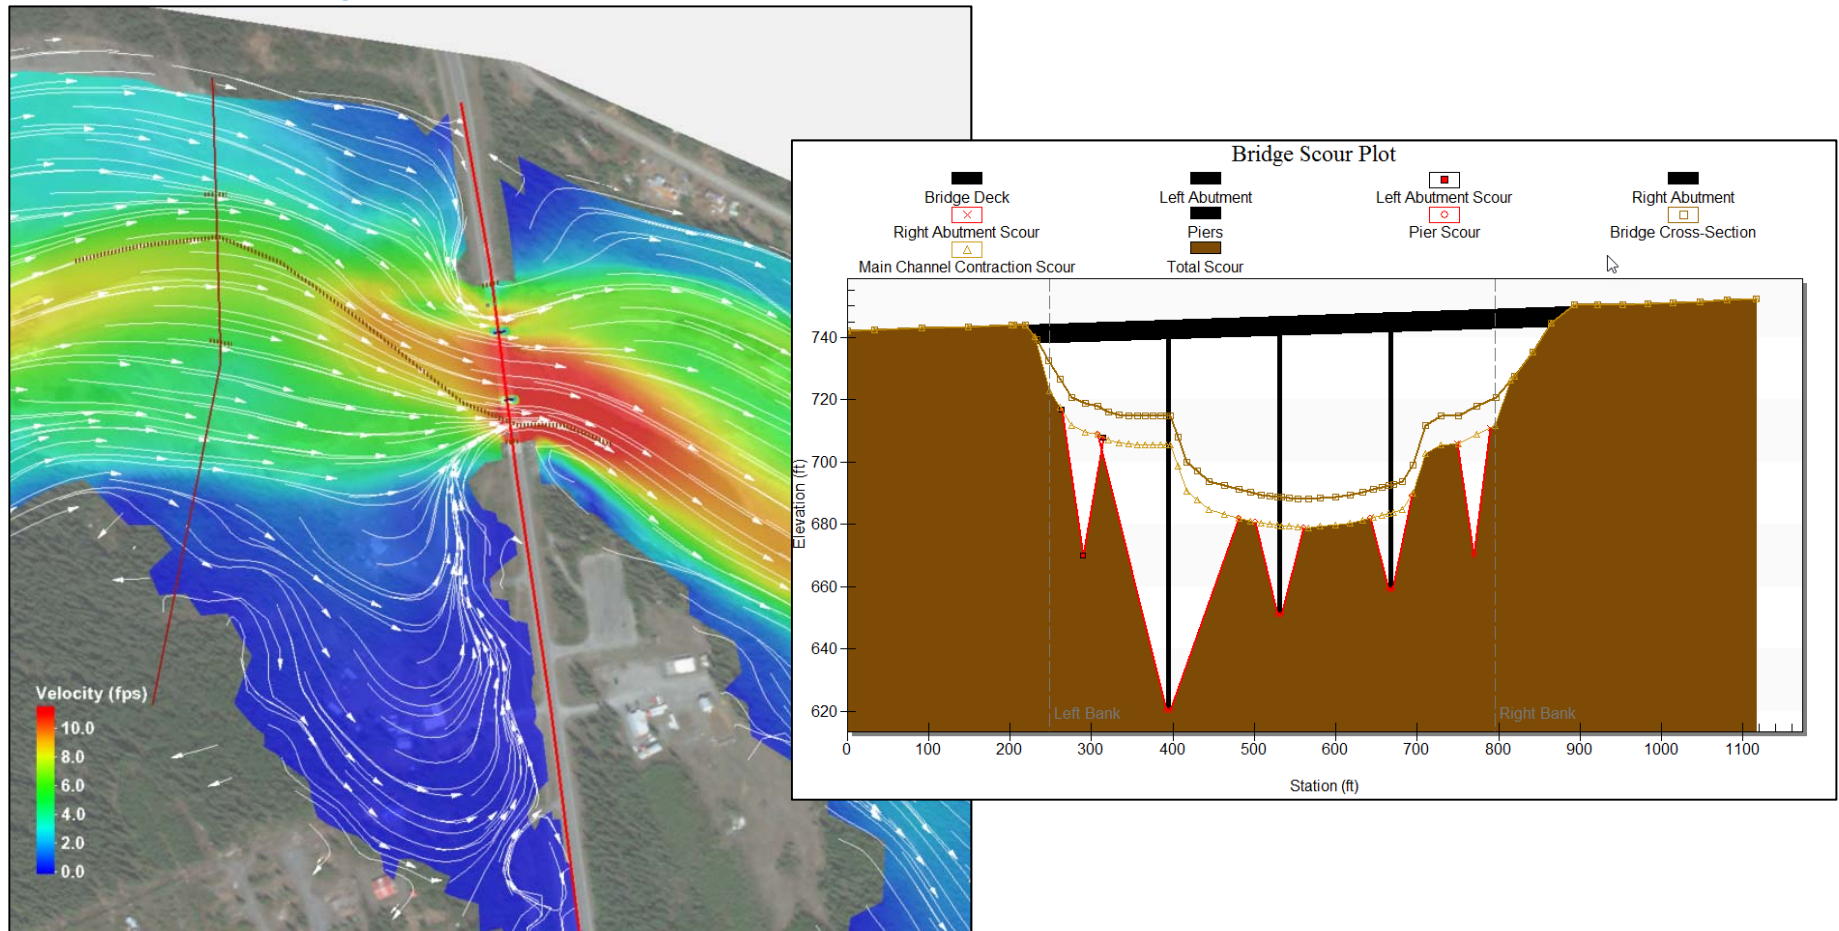 Velocity (fps)
10.0
8.0
6.0
4.0
2.0
0.0
Bridge Scour Plot
Bridge Deck
Left Abutment
Left Abutment Scour
Right Abutment
Right Abutment Scour
Piers
Pier Scour
Bridge Cross-Section
Main Channel Contraction Scour
Total Scour
Elevation (ft)
740
720
700
680
660
640
620
Left Bank
Right Bank
0 100 200 300 400 500 600 700 800 900 1000 1100
Station (ft)